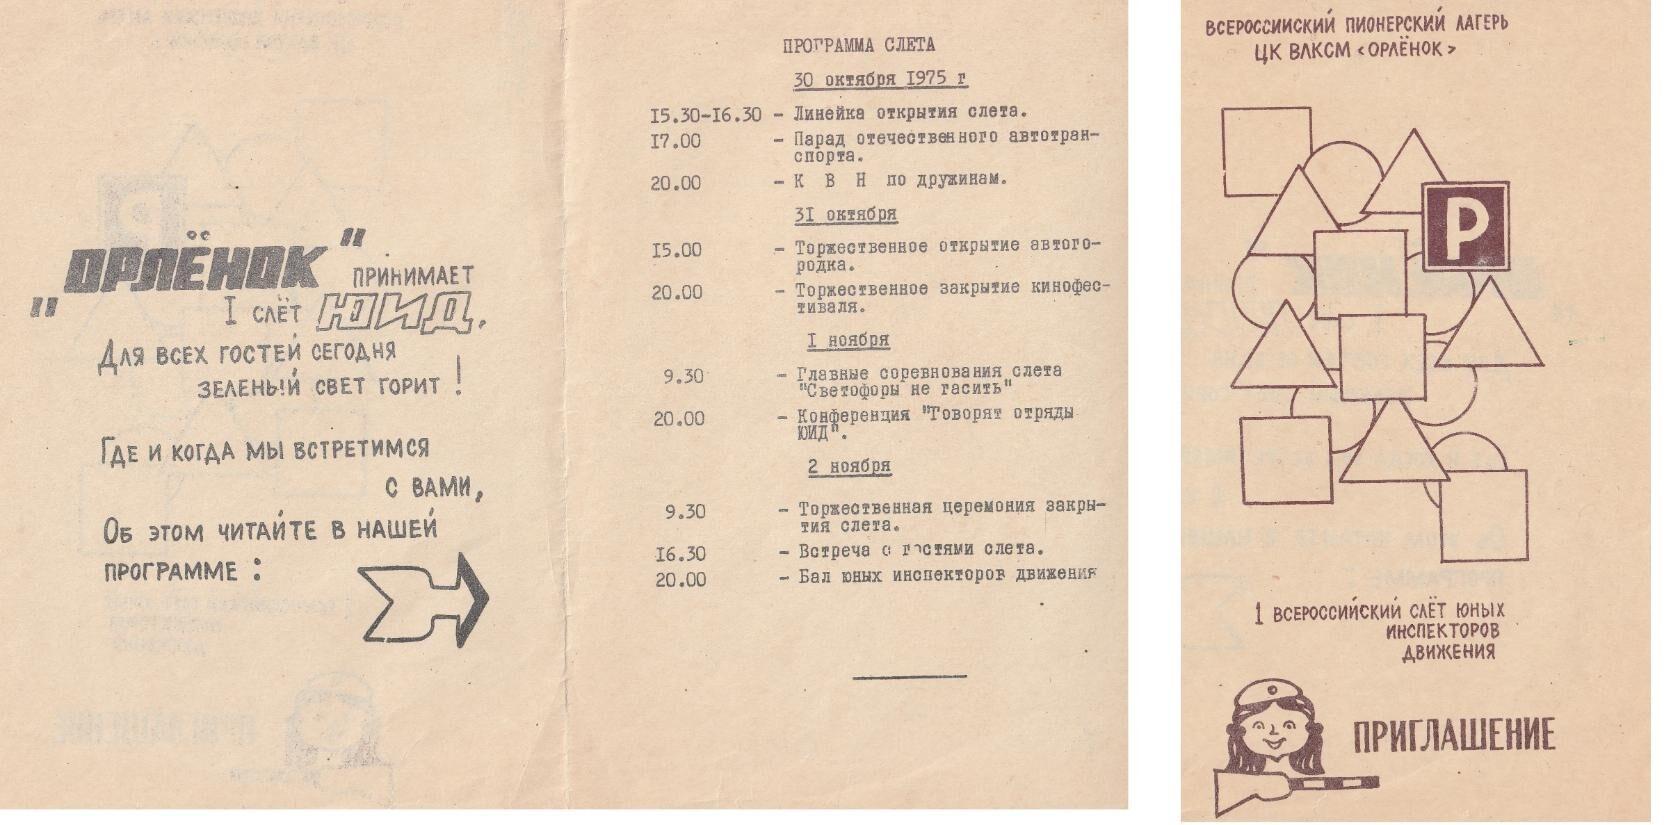 "ОРЛЁНОК" ПРИНИМАЕТ
I СЛЁТ ЮИД.
ДЛЯ ВСЕХ ГОСТЕЙ СЕГОДНЯ
ЗЕЛЕНЫЙ СВЕТ ГОРИТ!
ГДЕ И КОГДА МЫ ВСТРЕТИМСЯ
С ВАМИ,
ОБ ЭТОМ ЧИТАЙТЕ В НАШЕЙ
ПРОГРАММЕ:
ПРОГРАММА СЛЕТА
30 октября 1975 г
15.30-16.30 - Линейка открытия слета.
17.00 - Парад отечественного автотран-
спорта.
20.00 - К В Н по дружинам.
31 октября
15.00 - Торжественное открытие автого-
родка.
20.00 - Торжественное закрытие кинофес-
тиваля.
1 ноября
9.30 - Главные соревнования слета
"Светофоры не гасить"
20.00 - Конференция "Говорят отряды
ЮИД".
2 ноября
9.30 - Торжественная церемония закры-
тия слета.
16.30 - Встреча с гостями слета.
20.00 - Бал юных инспекторов движения
ВСЕРОССИЙСКИЙ ПИОНЕРСКИЙ ЛАГЕРЬ
ЦК ВЛКСМ <ОРЛЁНОК>
P
1 ВСЕРОССИЙСКИЙ СЛЁТ ЮНЫХ
ИНСПЕКТОРОВ
ДВИЖЕНИЯ
ПРИГЛАШЕНИЕ